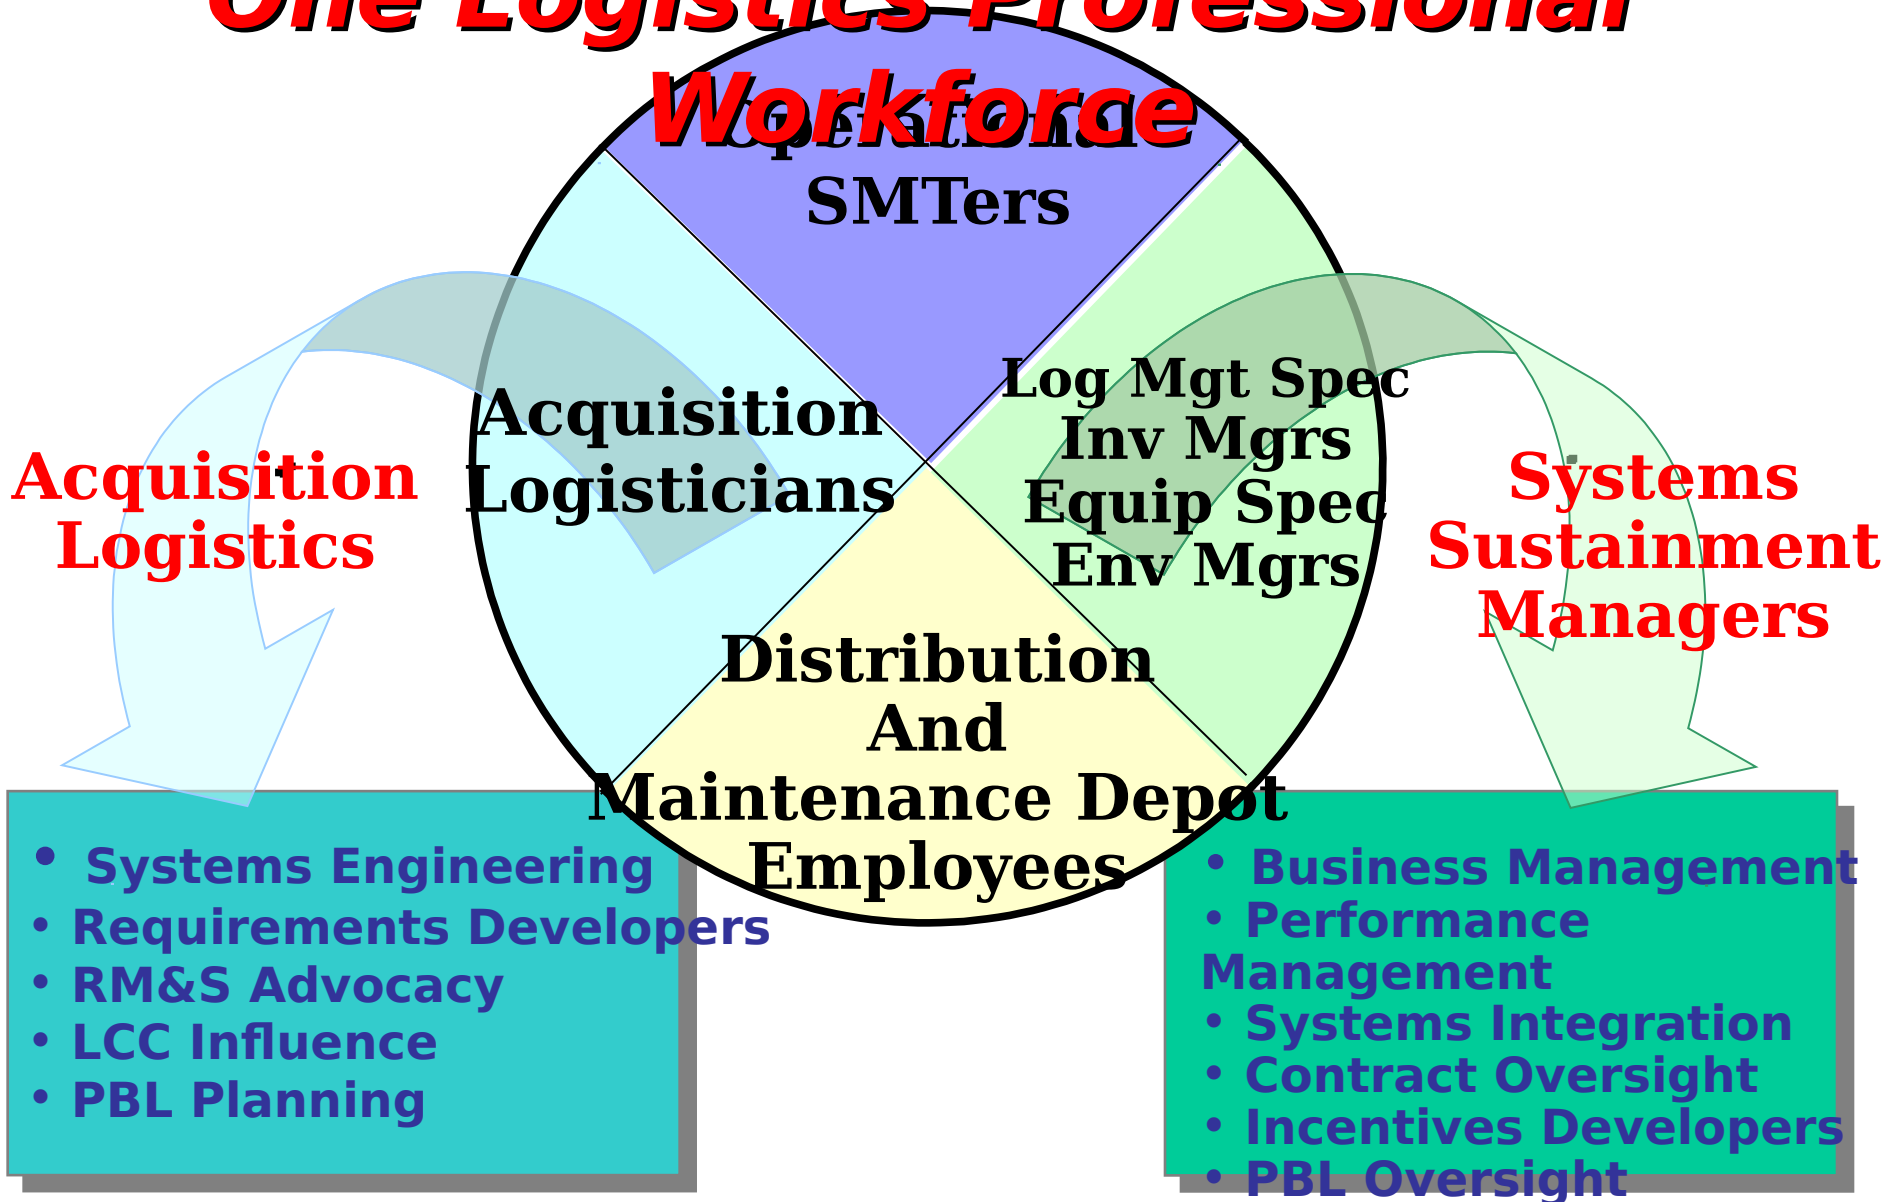 One Logistics Professional
Workforce
Operational
SMTers
Acquisition
Logisticians
Log Mgt Spec
Inv Mgrs
Equip Spec
Env Mgrs
Distribution
And
Maintenance Depot
Employees
Acquisition
Logistics
Systems
Sustainment
Managers
• Systems Engineering
• Requirements Developers
• RM&S Advocacy
• LCC Influence
• PBL Planning
• Business Management
• Performance
Management
• Systems Integration
• Contract Oversight
• Incentives Developers
• PBL Oversight